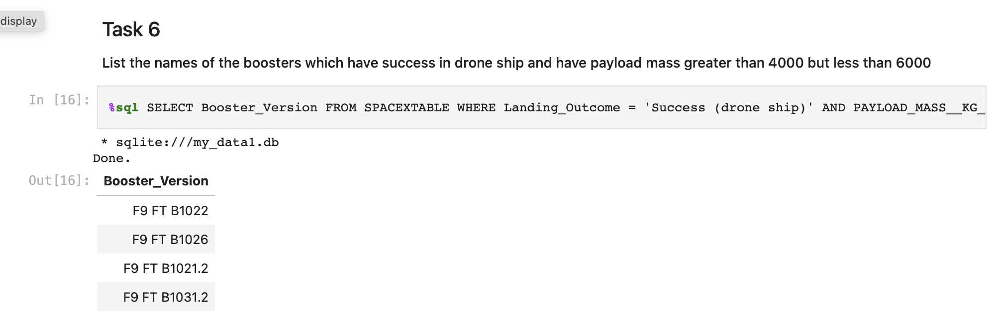 display
Task 6
List the names of the boosters which have success in drone ship and have payload mass greater than 4000 but less than 6000
In [16]:
%sql SELECT Booster_Version FROM SPACEXTABLE WHERE Landing_Outcome = 'Success (drone ship)' AND PAYLOAD_MASS__KG_
* sqlite:///my_data1.db
Done.
Out[16]:
Booster_Version
F9 FT B1022
F9 FT B1026
F9 FT B1021.2
F9 FT B1031.2